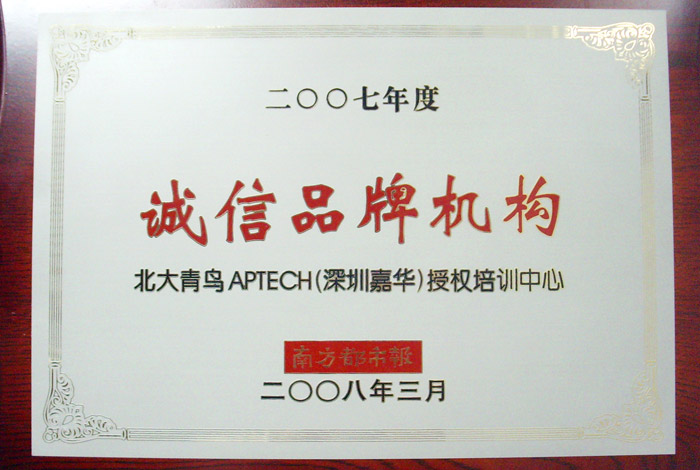 二〇〇七年度
诚信品牌机构
北大青鸟APTECH(深圳嘉华)授权培训中心
南方都市報
二〇〇八年三月